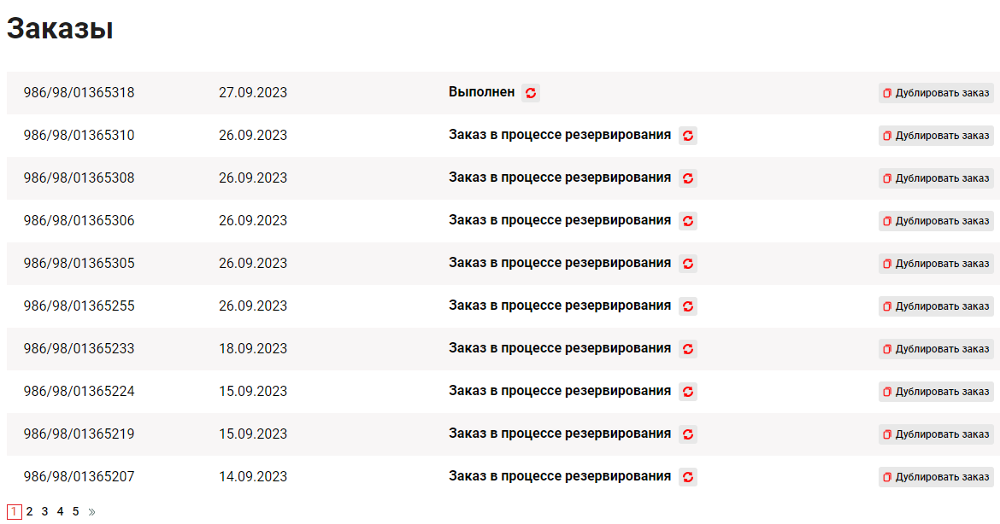 Заказы
986/98/01365318 27.09.2023 Выполнен Дублировать заказ
986/98/01365310 26.09.2023 Заказ в процессе резервирования Дублировать заказ
986/98/01365308 26.09.2023 Заказ в процессе резервирования Дублировать заказ
986/98/01365306 26.09.2023 Заказ в процессе резервирования Дублировать заказ
986/98/01365305 26.09.2023 Заказ в процессе резервирования Дублировать заказ
986/98/01365255 26.09.2023 Заказ в процессе резервирования Дублировать заказ
986/98/01365233 18.09.2023 Заказ в процессе резервирования Дублировать заказ
986/98/01365224 15.09.2023 Заказ в процессе резервирования Дублировать заказ
986/98/01365219 15.09.2023 Заказ в процессе резервирования Дублировать заказ
986/98/01365207 14.09.2023 Заказ в процессе резервирования Дублировать заказ
1 2 3 4 5 »